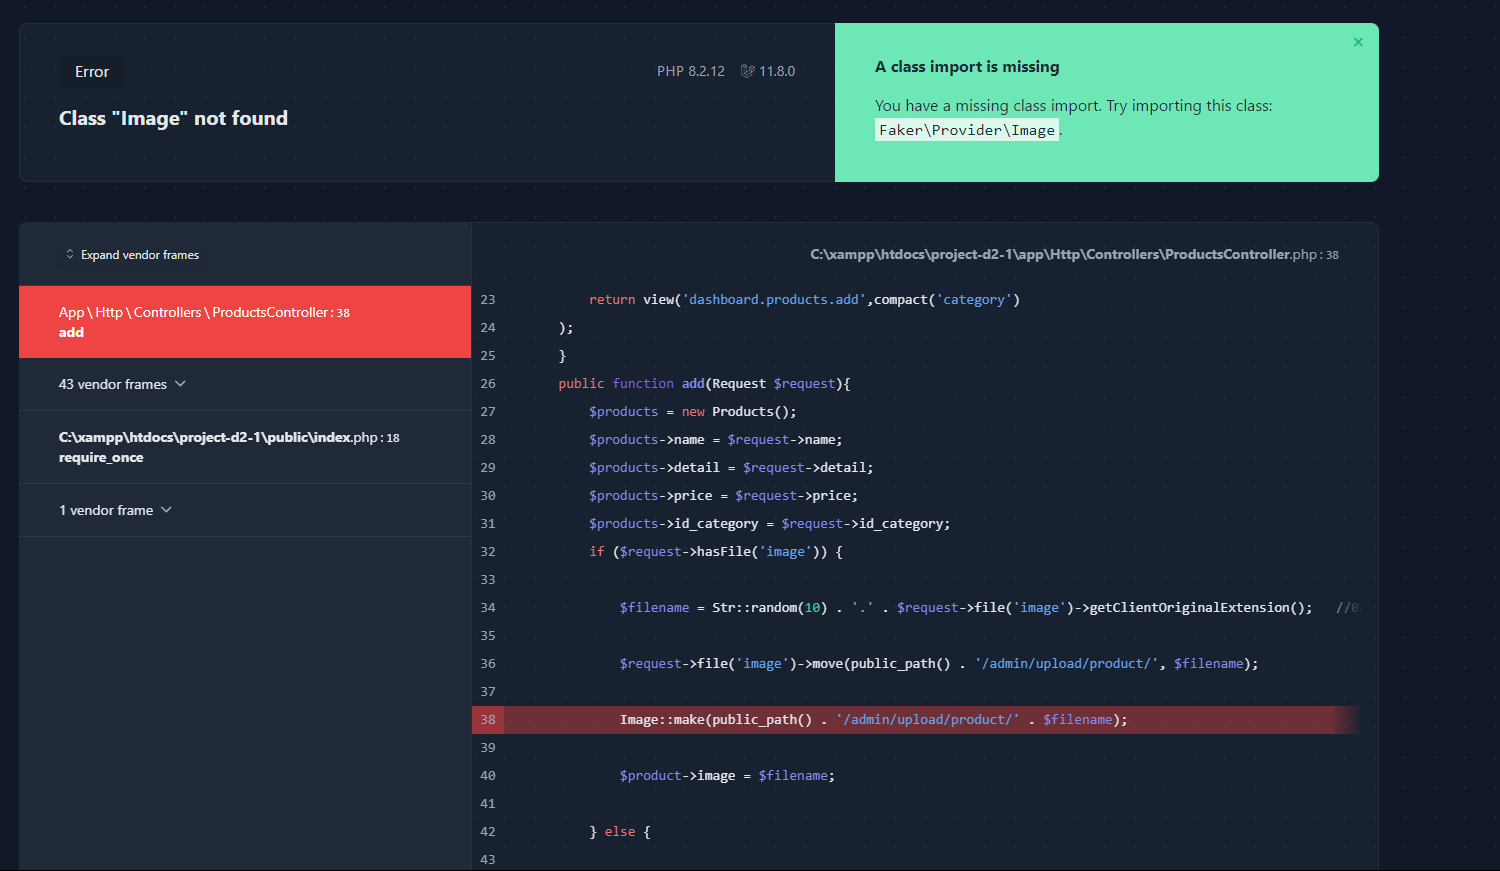 Error
PHP 8.2.12 11.8.0
Class "Image" not found
A class import is missing
You have a missing class import. Try importing this class:
Faker\Provider\Image.
Expand vendor frames
App\Http\Controllers\ProductsController:38
add
43 vendor frames
C:\xampp\htdocs\project-d2-1\public\index.php:18
require_once
1 vendor frame
C:\xampp\htdocs\project-d2-1\app\Http\Controllers\ProductsController.php:38
23 return view('dashboard.products.add',compact('category')
24 );
25 }
26 public function add(Request $request){
27 $products = new Products();
28 $products->name = $request->name;
29 $products->detail = $request->detail;
30 $products->price = $request->price;
31 $products->id_category = $request->id_category;
32 if ($request->hasFile('image')) {
33
34 $filename = Str::random(10) . '.' . $request->file('image')->getClientOriginalExtension(); //
35
36 $request->file('image')->move(public_path() . '/admin/upload/product/', $filename);
37
38 Image::make(public_path() . '/admin/upload/product/' . $filename);
39
40 $product->image = $filename;
41
42 } else {
43